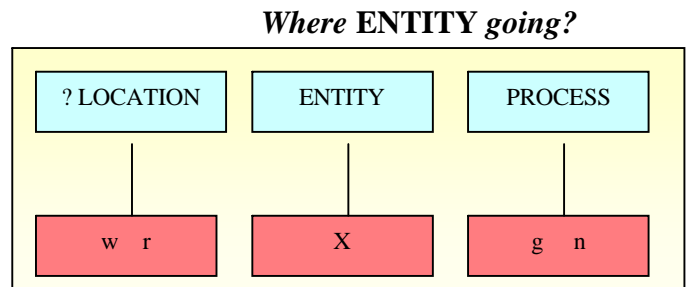 Where ENTITY going?
? LOCATION ENTITY PROCESS
w r X g n